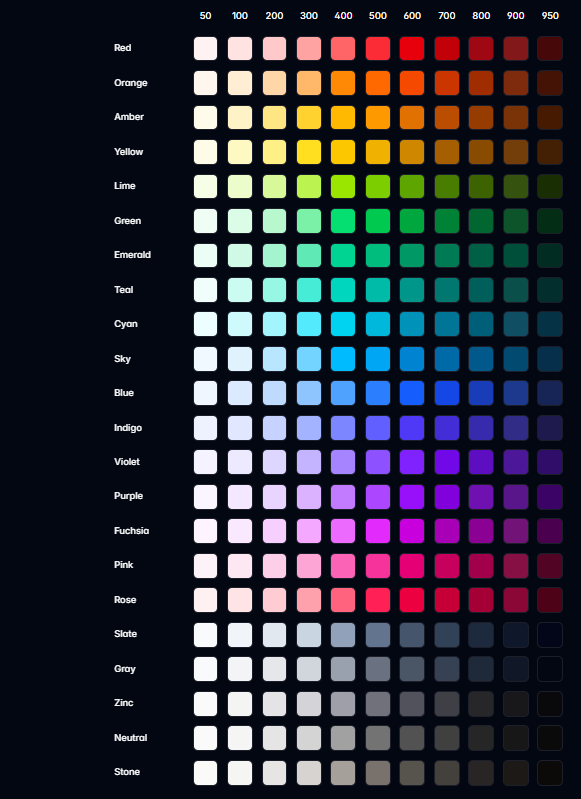 50 100 200 300 400 500 600 700 800 900 950
Red
Orange
Amber
Yellow
Lime
Green
Emerald
Teal
Cyan
Sky
Blue
Indigo
Violet
Purple
Fuchsia
Pink
Rose
Slate
Gray
Zinc
Neutral
Stone